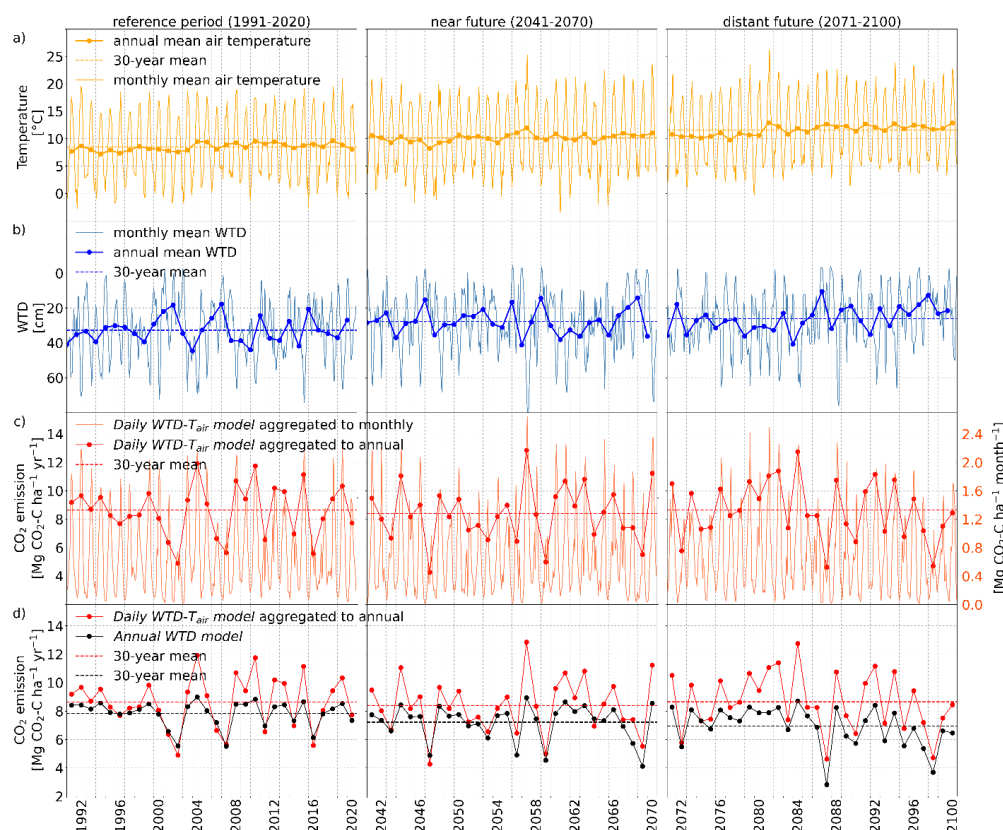 reference period (1991-2020)
near future (2041-2070)
distant future (2071-2100)
a)
annual mean air temperature
30-year mean
monthly mean air temperature
Temperature
[°C]
25
20
15
10
5
0
b)
monthly mean WTD
annual mean WTD
30-year mean
WTD
[cm]
0
20
40
60
c)
Daily WTD-Tair model aggregated to monthly
Daily WTD-Tair model aggregated to annual
30-year mean
CO2 emission
[Mg CO2-C ha−1 yr−1]
14
12
10
8
6
4
2.4
2.0
1.6
1.2
0.8
0.4
0.0
[Mg CO2-C ha−1 month−1]
d)
Daily WTD-Tair model aggregated to annual
Annual WTD model
30-year mean
30-year mean
CO2 emimission
[Mg CO2-C ha−1 yr−1]
14
12
10
8
6
4
2
1992 1996 2000 2004 2008 2012 2016 2020
2042 2046 2050 2054 2058 2062 2066 2070
2072 2076 2080 2084 2088 2092 2096 2100